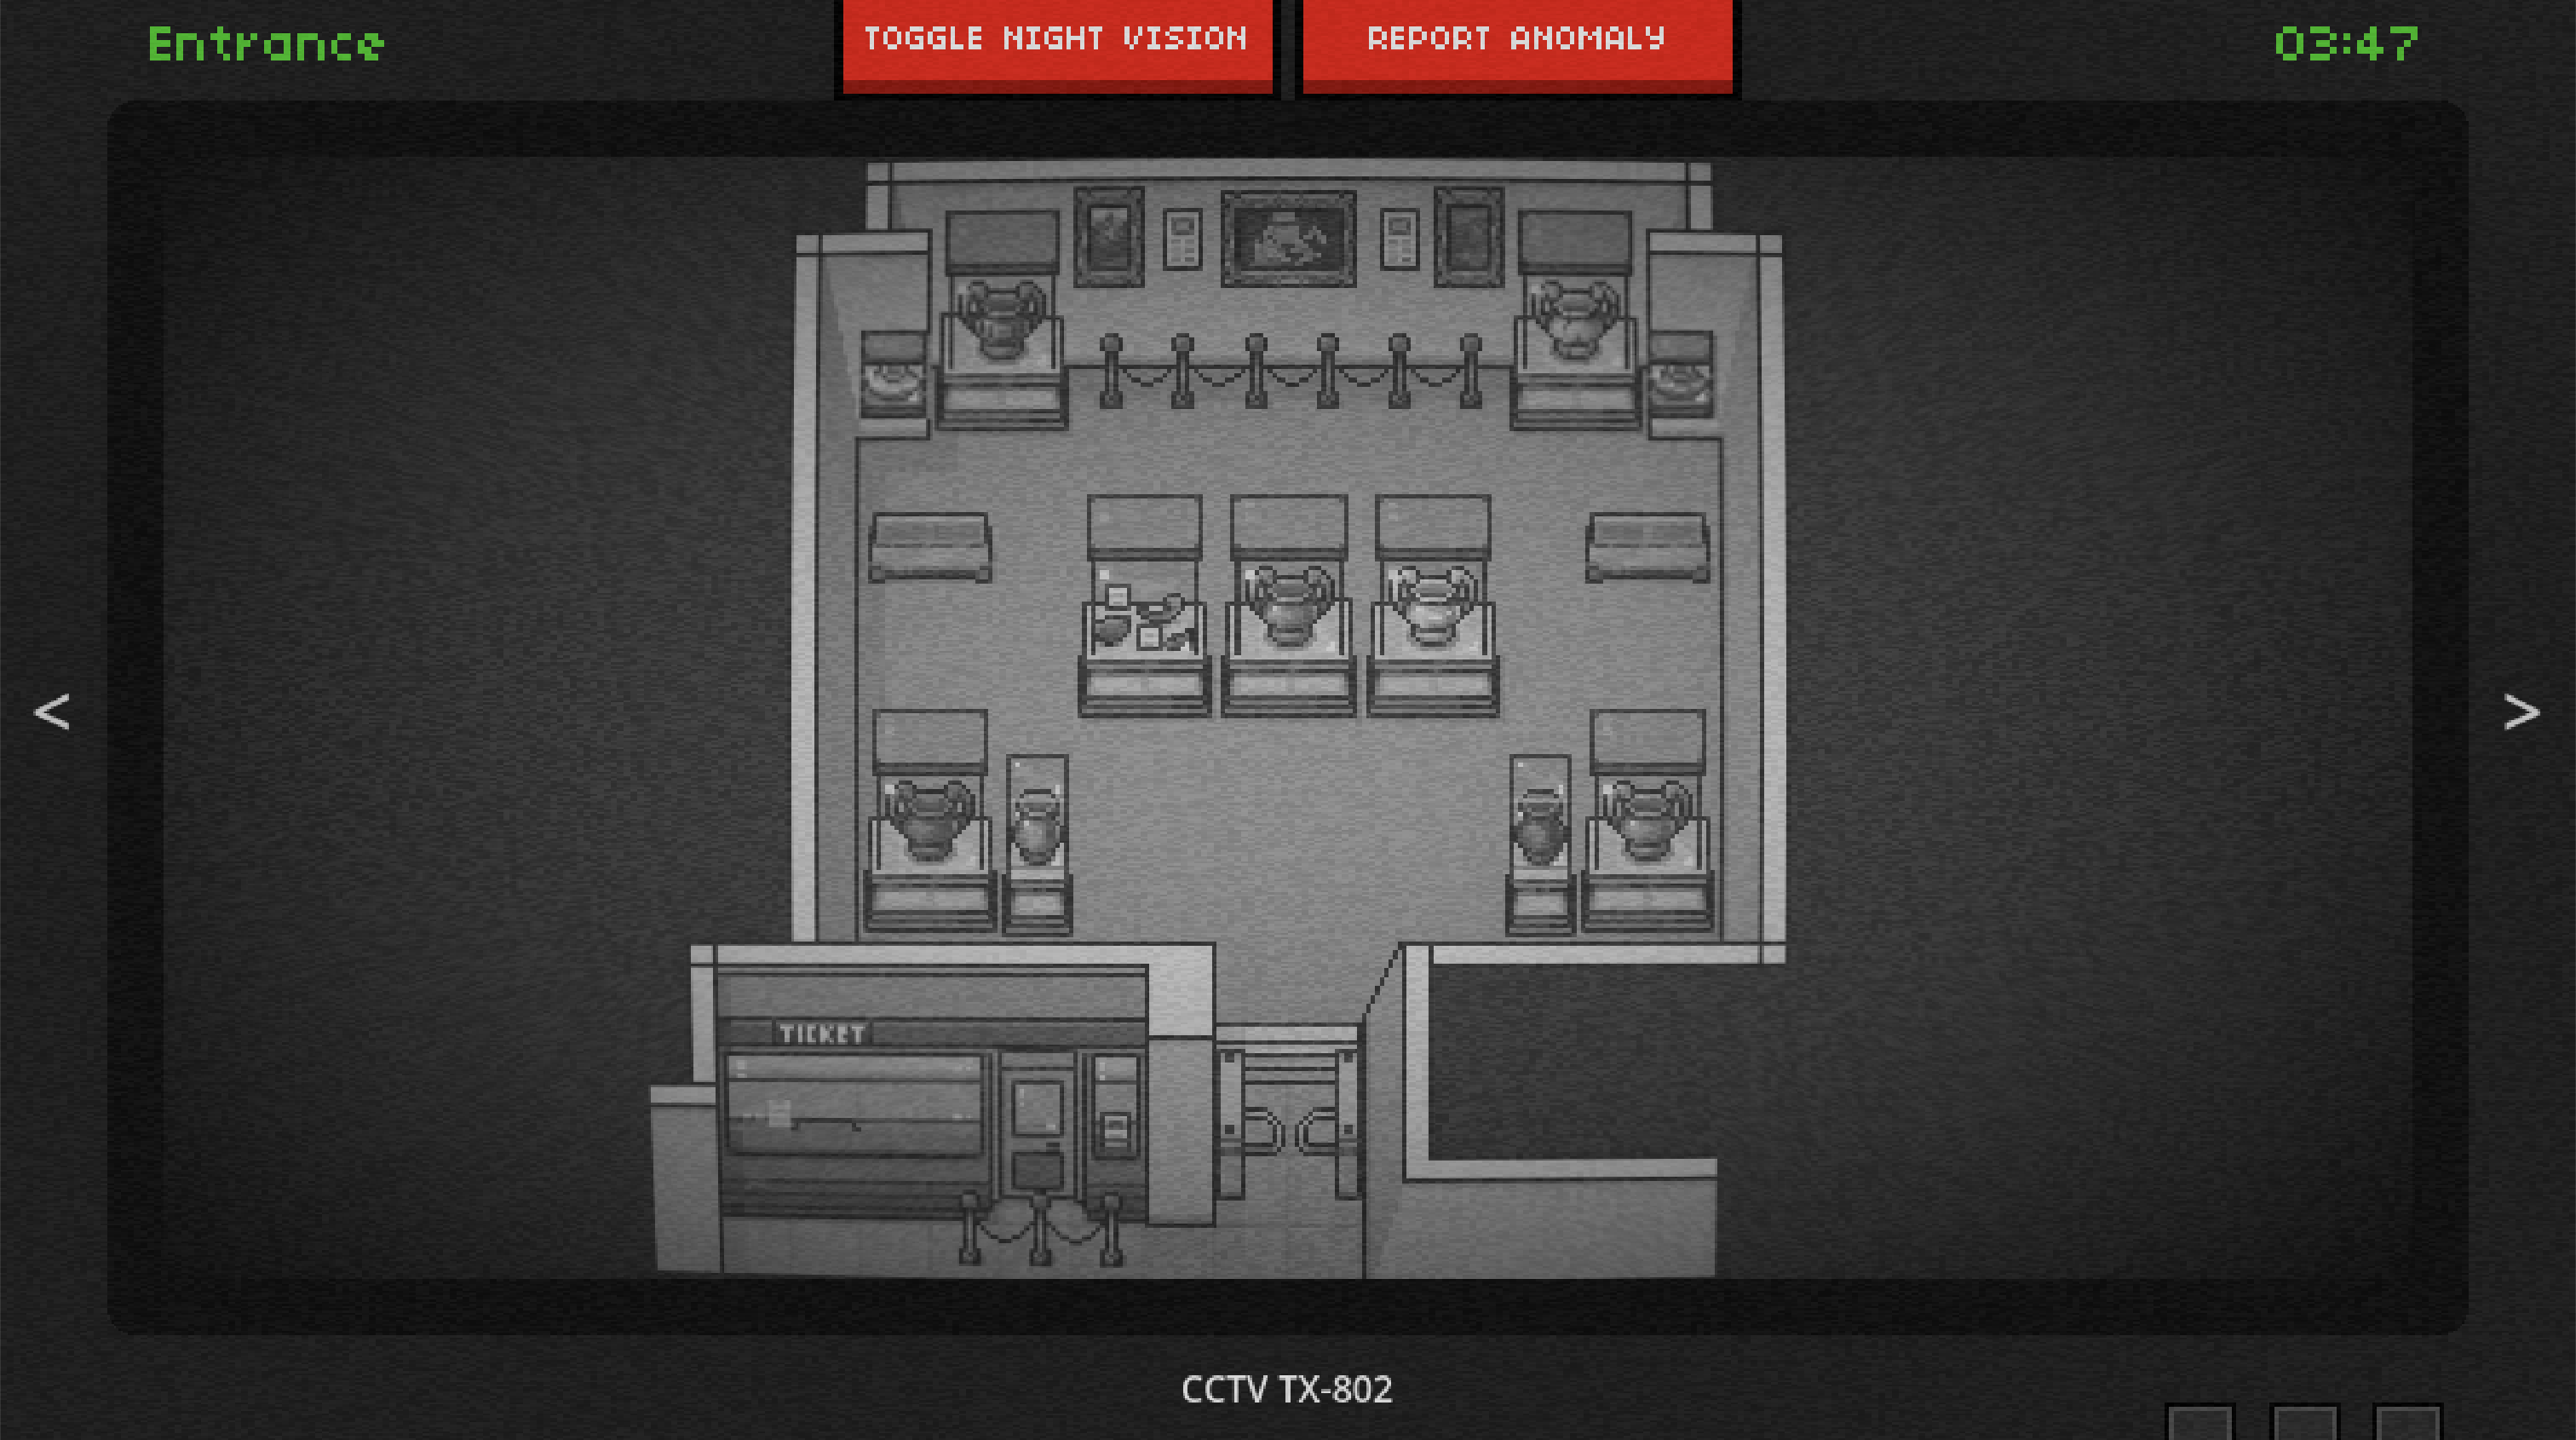 Entrance
TOGGLE NIGHT VISION
REPORT ANOMALY
03:47
<
>
TICKET
CCTV TX-802